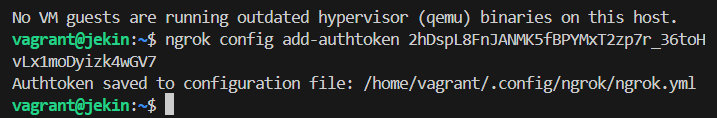 No VM guests are running outdated hypervisor (qemu) binaries on this host.
vagrant@jekin:~$ ngrok config add-authtoken 2hDspL8FnJANMK5fBPYMxT2zp7r_36toH
vLx1moDyizk4wGV7
Authtoken saved to configuration file: /home/vagrant/.config/ngrok/ngrok.yml
vagrant@jekin:~$